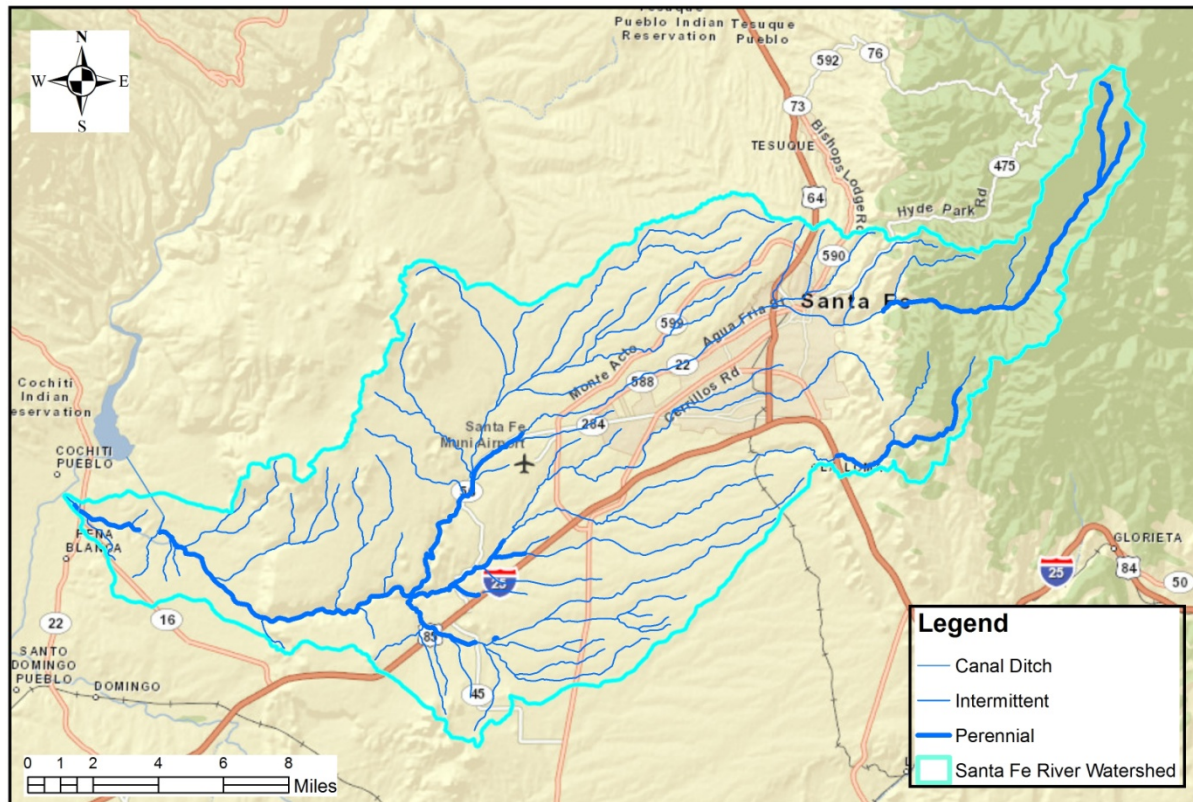 Tesuque
Pueblo Indian
Reservation
Tesuque
Pueblo
N
W
E
S
76
592
73
Bishops Lodge Rd
TESUQUE
475
Hyde Park Rd
64
590
Santa Fe
599
Agua Fria St
22
Monte Acto
588
Cerrillos Rd
284
Santa Fe
Muni Airport
Cochiti
Indian
COCHITI
PUEBLO
PENA
BLANCA
25
85
16
22
SANTO
DOMINGO
PUEBLO
DOMINGO
45
GLORIETA
25
84
50
Legend
Canal Ditch
Intermittent
Perennial
Santa Fe River Watershed
0 1 2 4 6 8
Miles